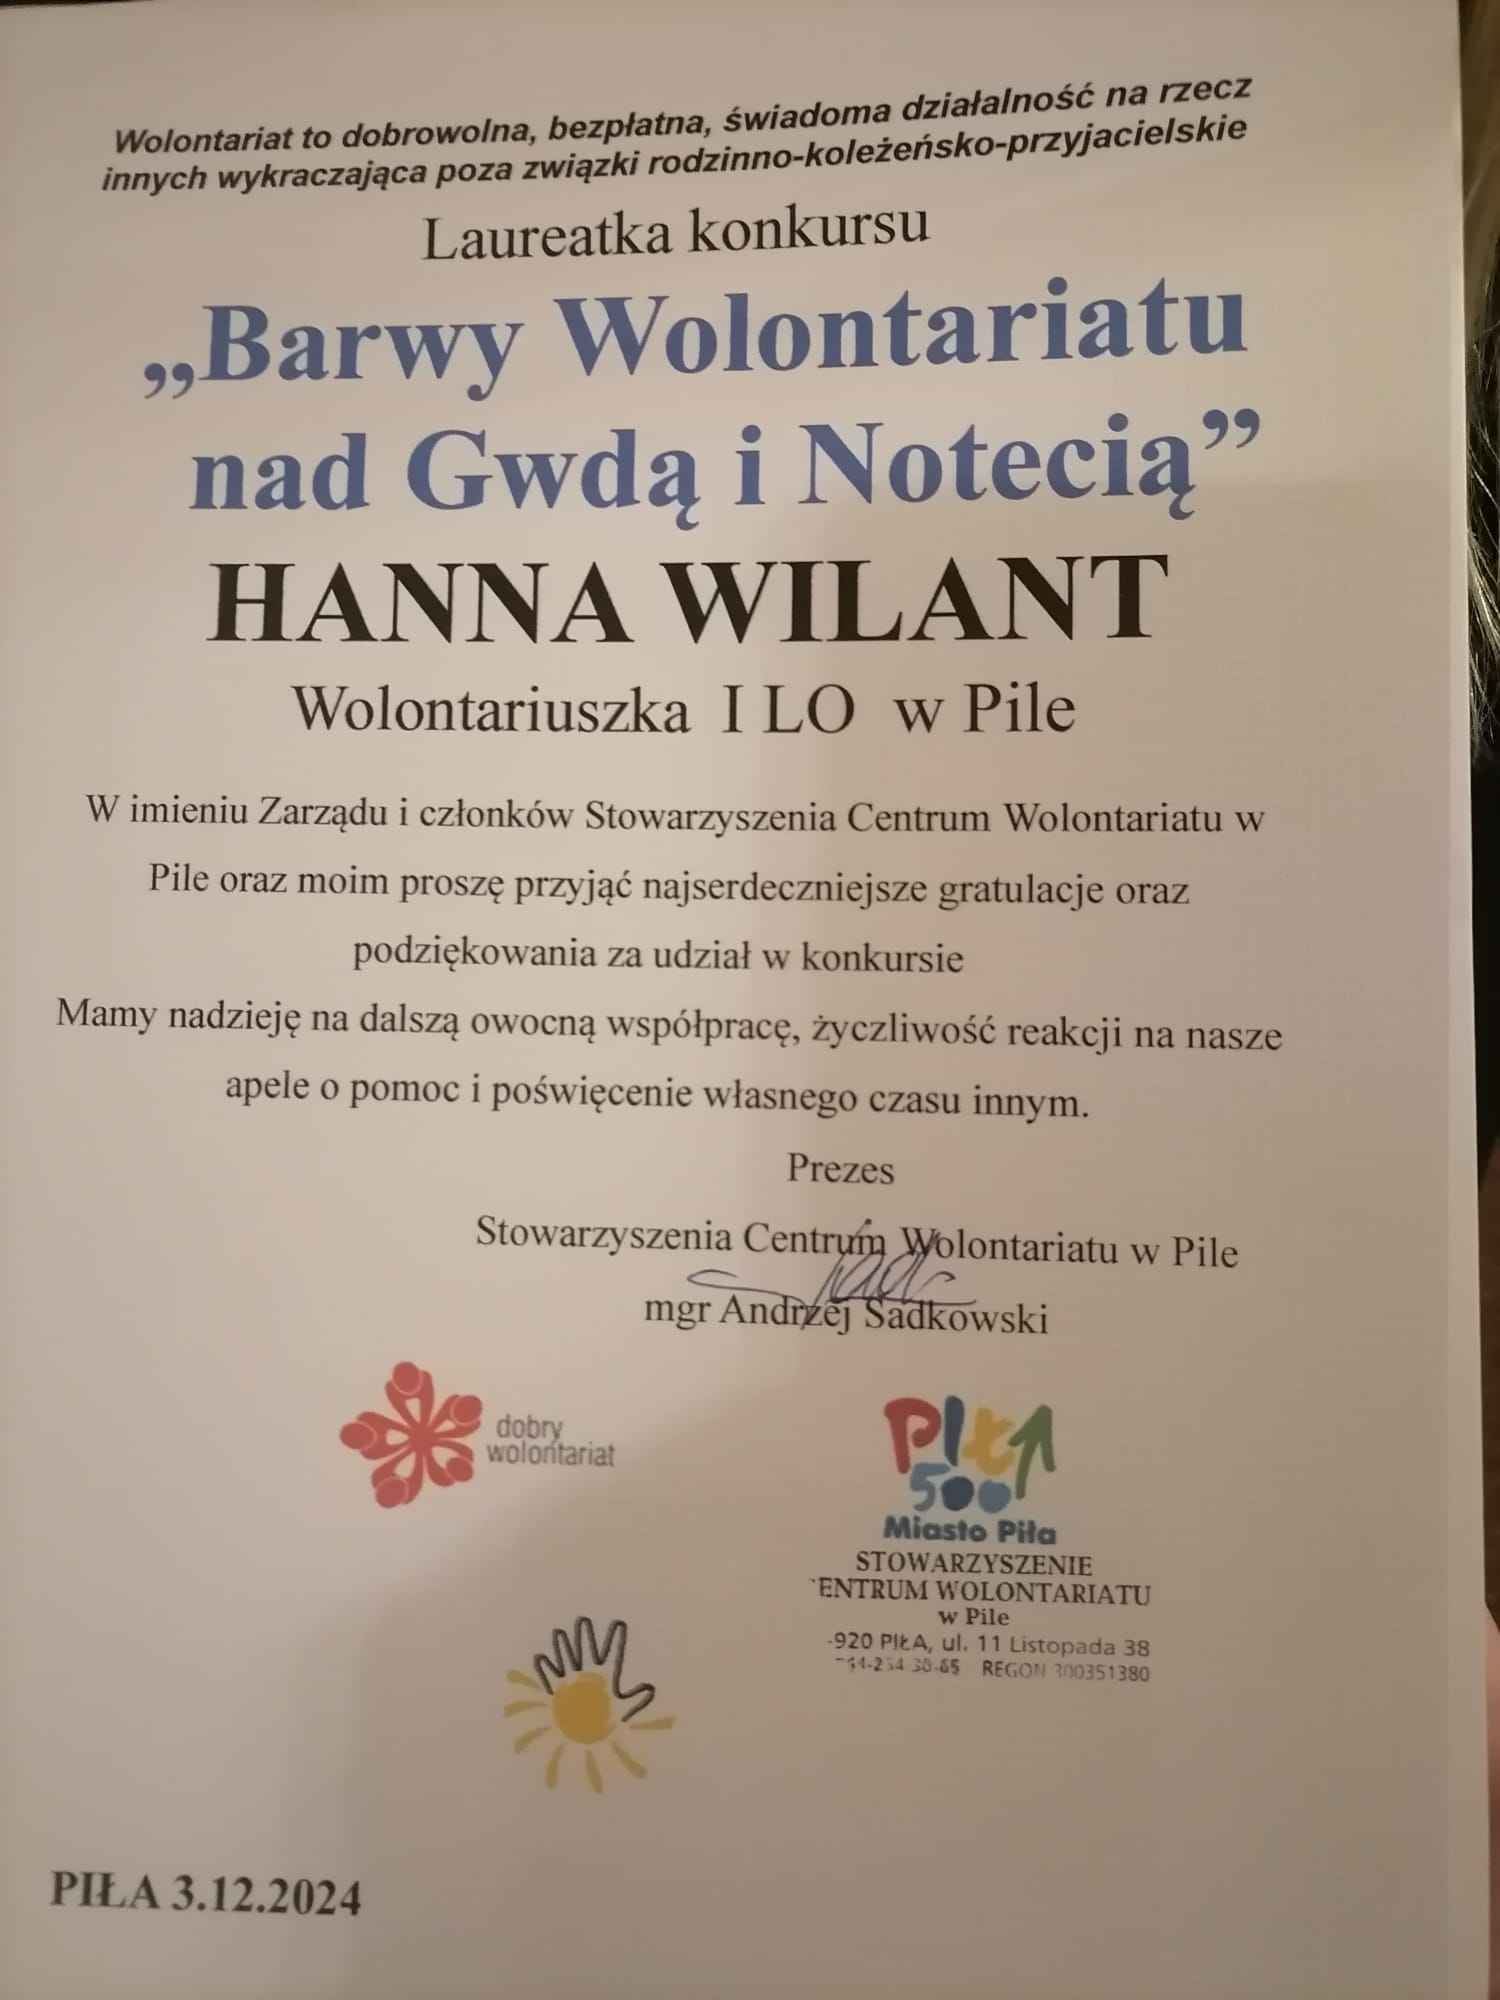 Wolontariat to dobrowolna, bezpłatna, świadoma działalność na rzecz
innych wykraczająca poza związki rodzinno-koleżeńsko-przyjacielskie
Laureatka konkursu
„Barwy Wolontariatu
nad Gwdą i Notecią”
HANNA WILANT
Wolontariuszka I LO w Pile
W imieniu Zarządu i członków Stowarzyszenia Centrum Wolontariatu w
Pile oraz moim proszę przyjąć najserdeczniejsze gratulacje oraz
podziękowania za udział w konkursie
Mamy nadzieję na dalszą owocną współpracę, życzliwość reakcji na nasze
apele o pomoc i poświęcenie własnego czasu innym.
Prezes
Stowarzyszenia Centrum Wolontariatu w Pile
mgr Andrzej Sadkowski
dobry
wolontariat
Piła
500
Miasto Piła
STOWARZYSZENIE
ENTRUM WOLONTARIATU
w Pile
-920 PIŁA, ul. 11 Listopada 38
REGON 300351380
PIŁA 3.12.2024